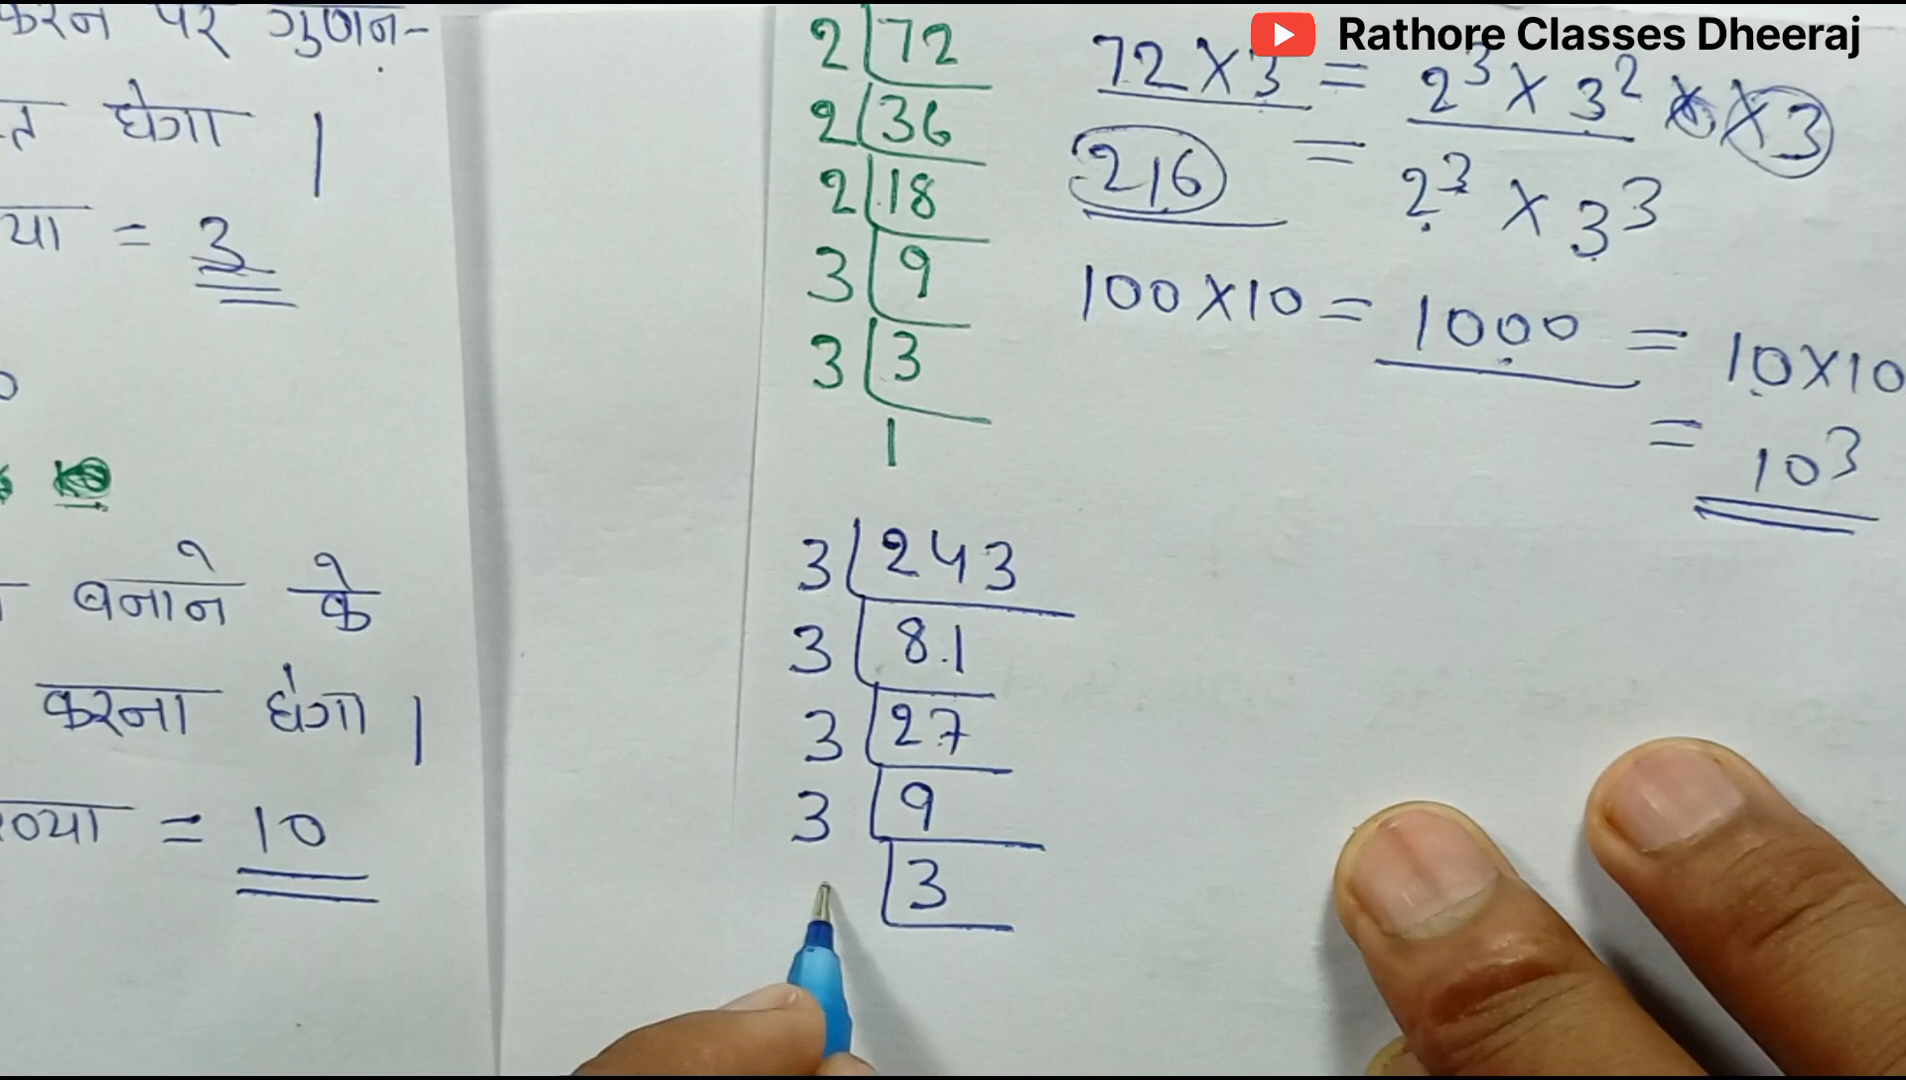 करने पर गुणन-
त होगा |
या = 3
बनाने के
करना होगा |
ख्या = 10
2 | 72
2 | 36
2 | 18
3 | 9
3 | 3
1
3 | 243
3 | 81
3 | 27
3 | 9
3
Rathore Classes Dheeraj
72 × 3 = 2³ × 3² × 3
216 = 2³ × 3³
100 × 10 = 1000 = 10 × 10
= 10³